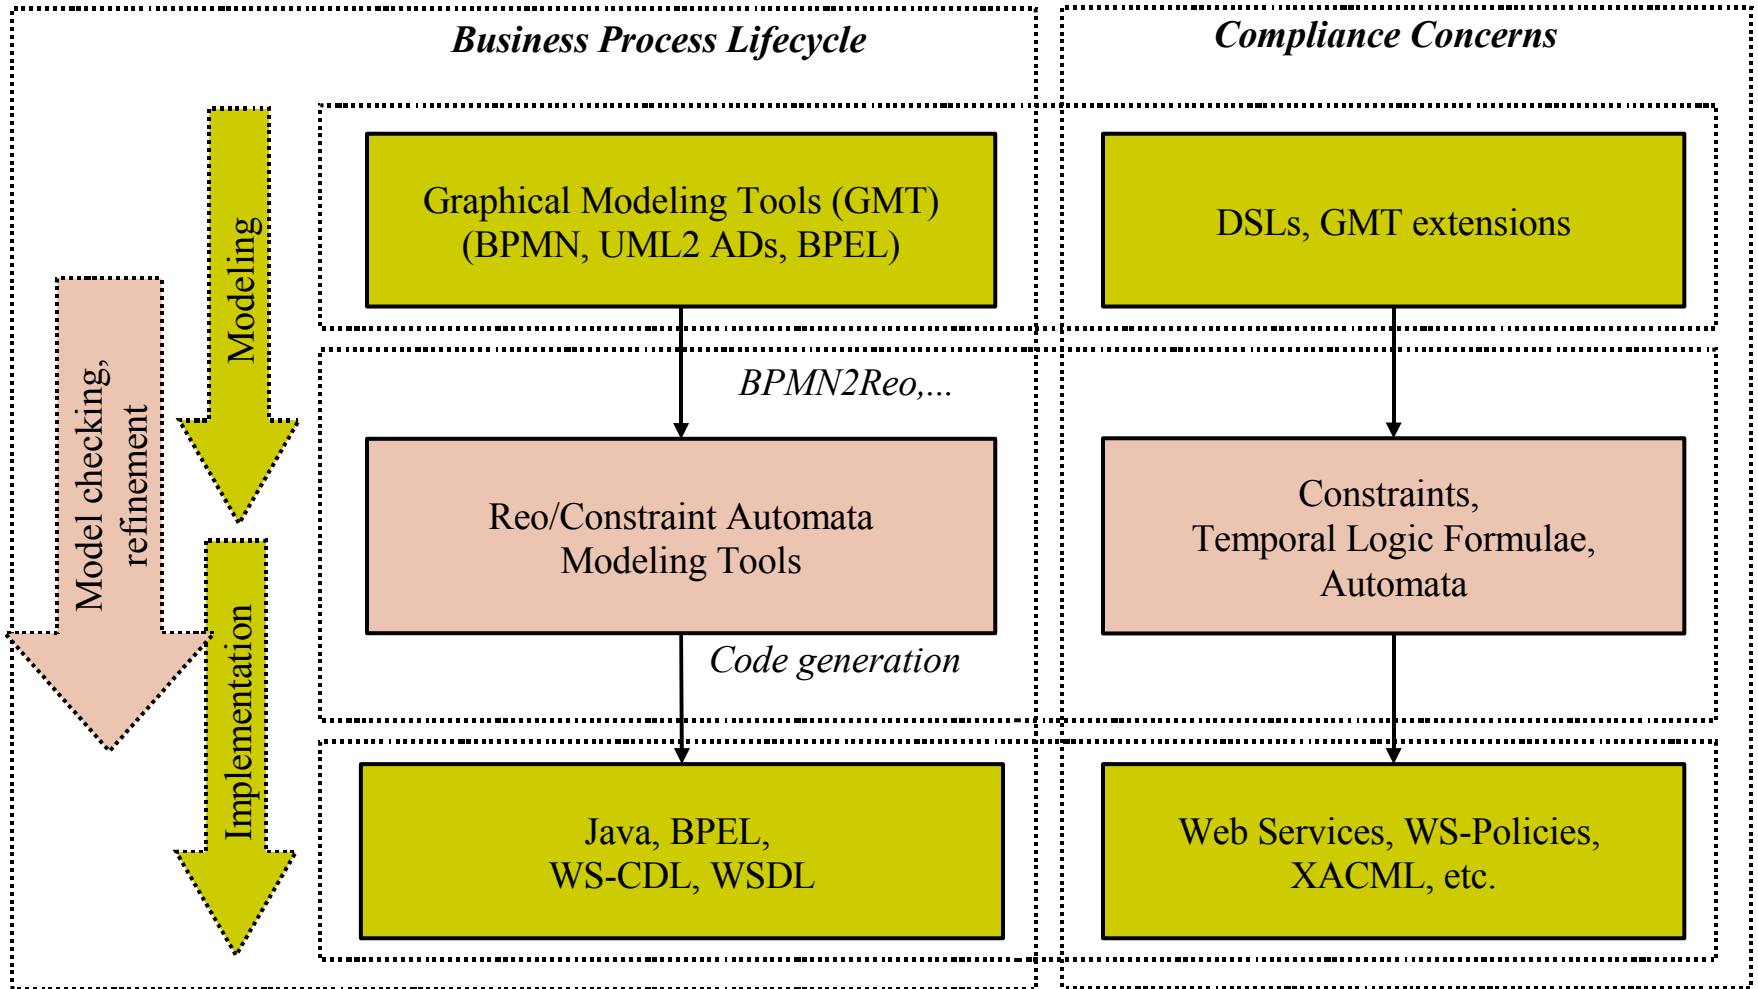 Business Process Lifecycle
Compliance Concerns
Modeling
Model checking,
refinement
Implementation
Graphical Modeling Tools (GMT)
(BPMN, UML2 ADs, BPEL)
DSLs, GMT extensions
BPMN2Reo,...
Reo/Constraint Automata
Modeling Tools
Constraints,
Temporal Logic Formulae,
Automata
Code generation
Java, BPEL,
WS-CDL, WSDL
Web Services, WS-Policies,
XACML, etc.